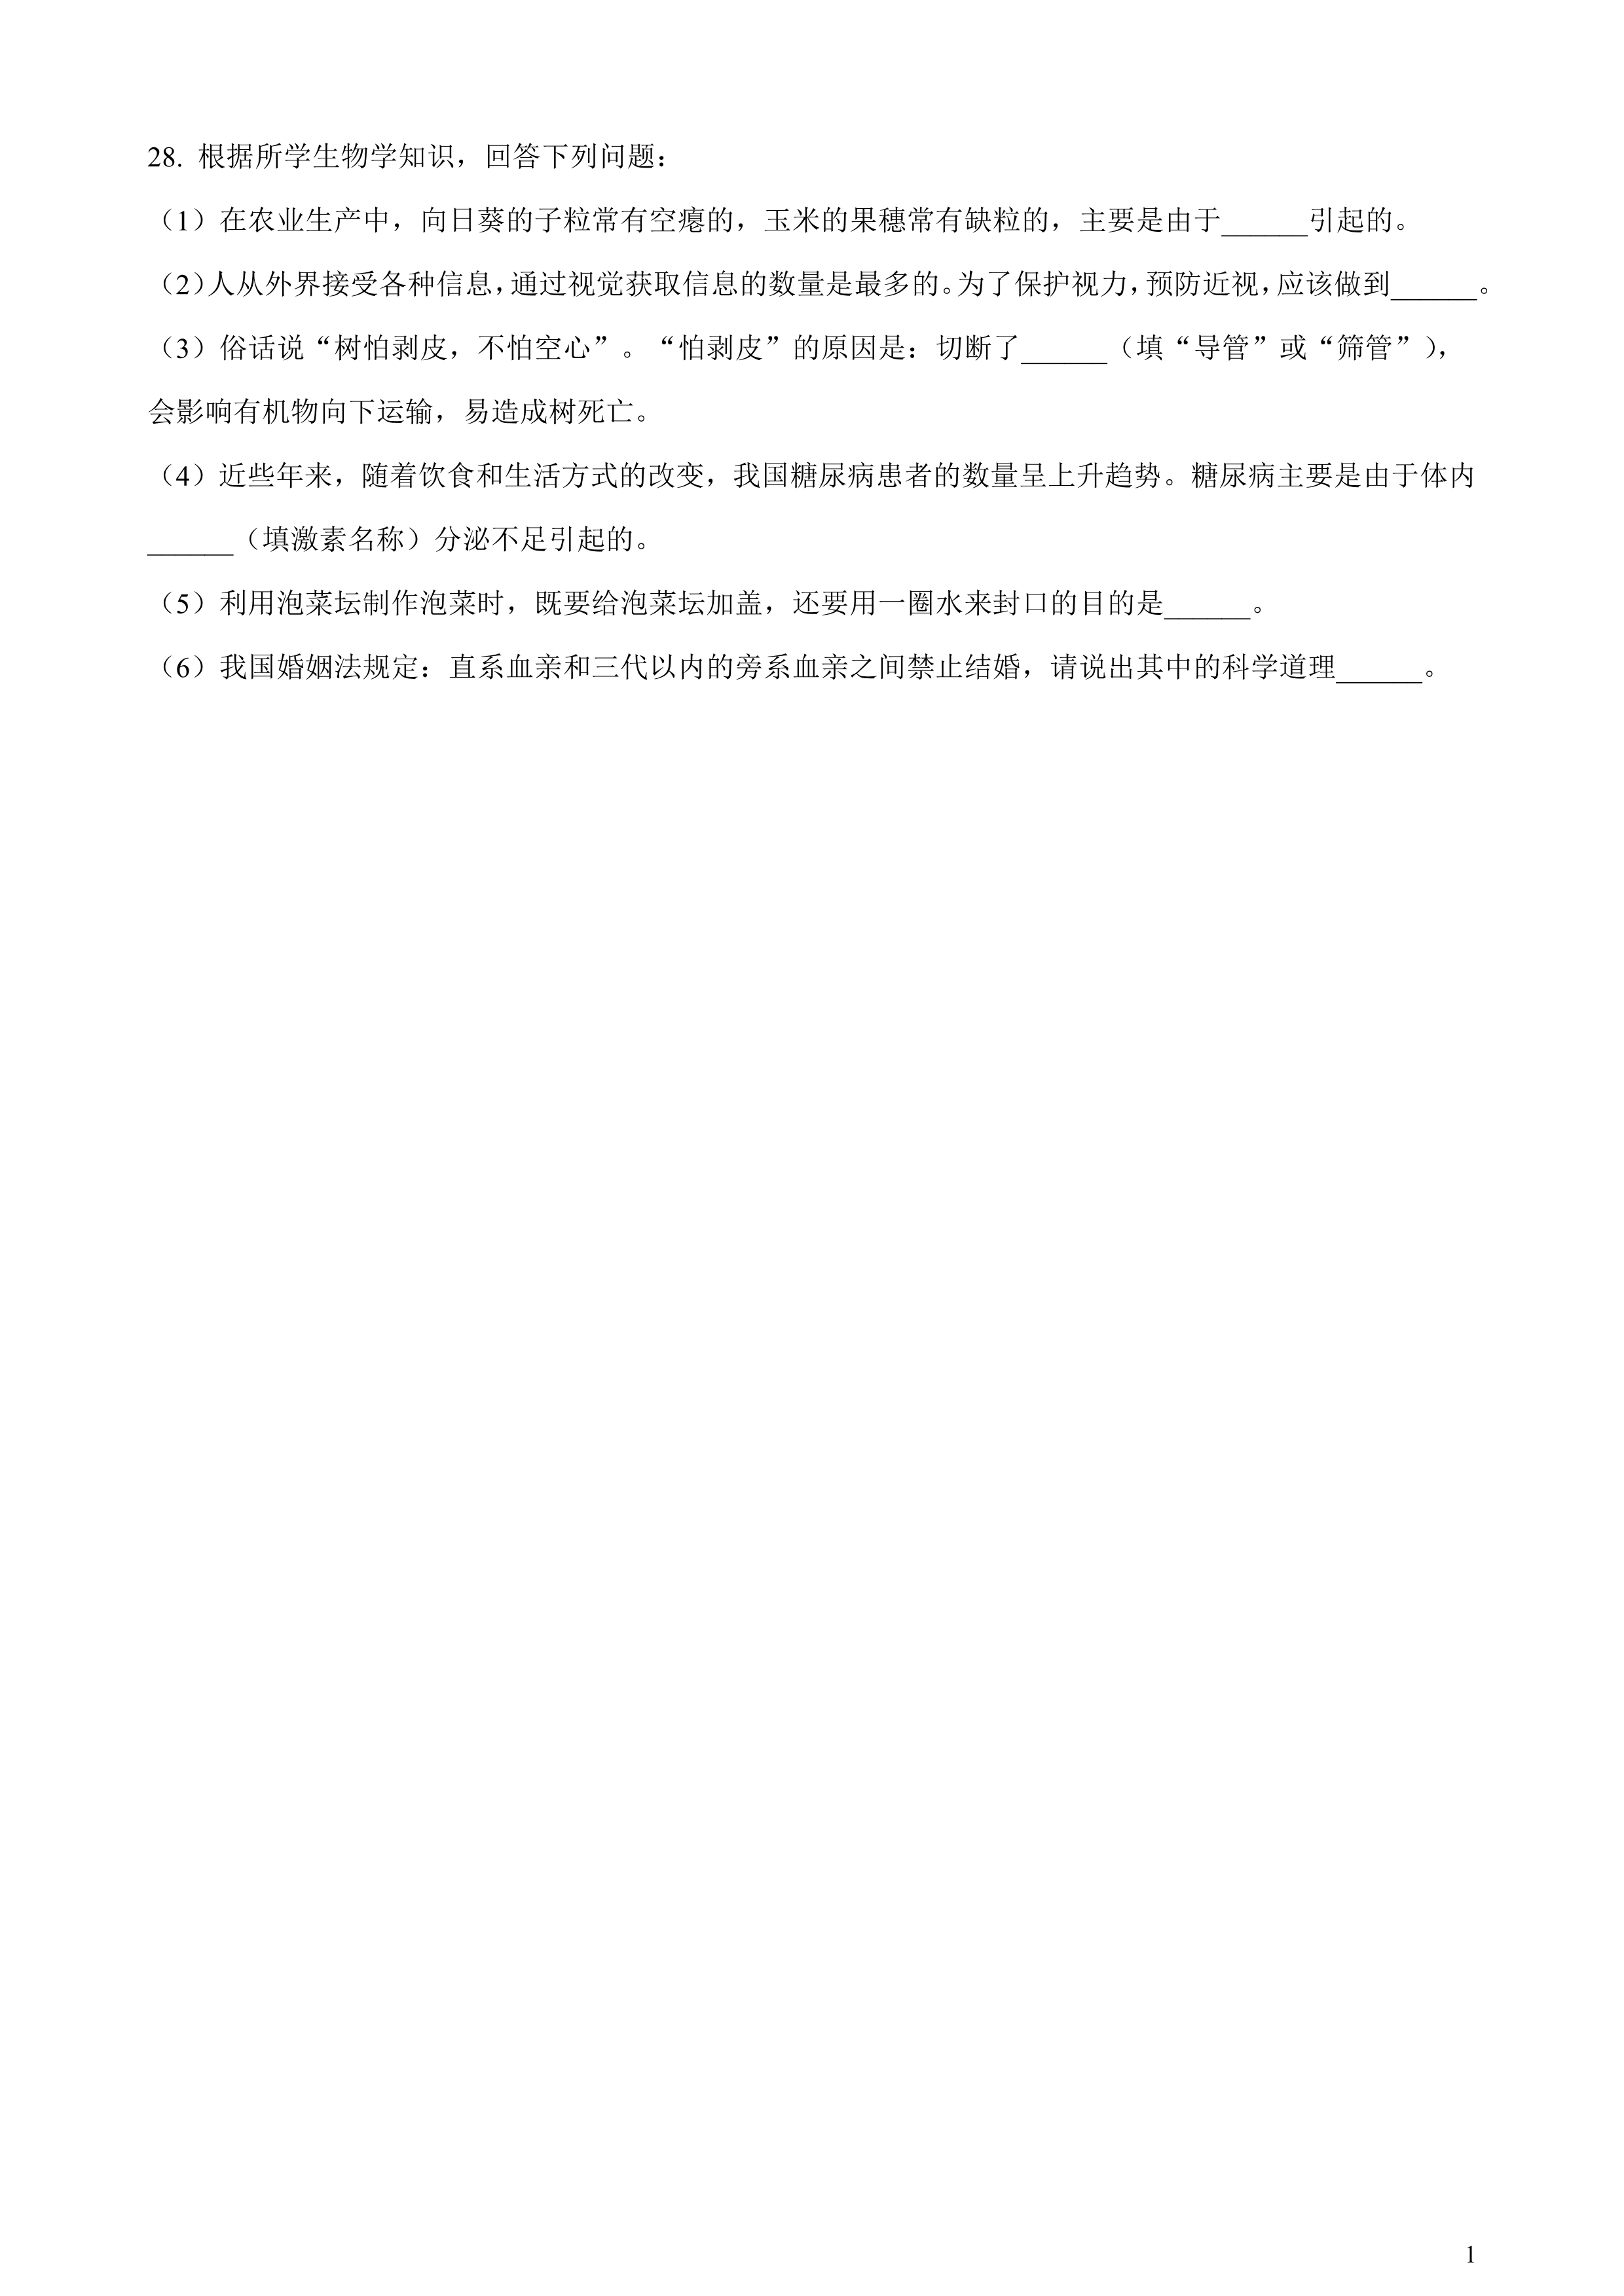 28. 根据所学生物学知识，回答下列问题：
（1）在农业生产中，向日葵的子粒常有空瘪的，玉米的果穗常有缺粒的，主要是由于______引起的。
（2）人从外界接受各种信息，通过视觉获取信息的数量是最多的。为了保护视力，预防近视，应该做到______。
（3）俗话说“树怕剥皮，不怕空心”。“怕剥皮”的原因是：切断了______（填“导管”或“筛管”），
会影响有机物向下运输，易造成树死亡。
（4）近些年来，随着饮食和生活方式的改变，我国糖尿病患者的数量呈上升趋势。糖尿病主要是由于体内
______（填激素名称）分泌不足引起的。
（5）利用泡菜坛制作泡菜时，既要给泡菜坛加盖，还要用一圈水来封口的目的是______。
（6）我国婚姻法规定：直系血亲和三代以内的旁系血亲之间禁止结婚，请说出其中的科学道理______。
1